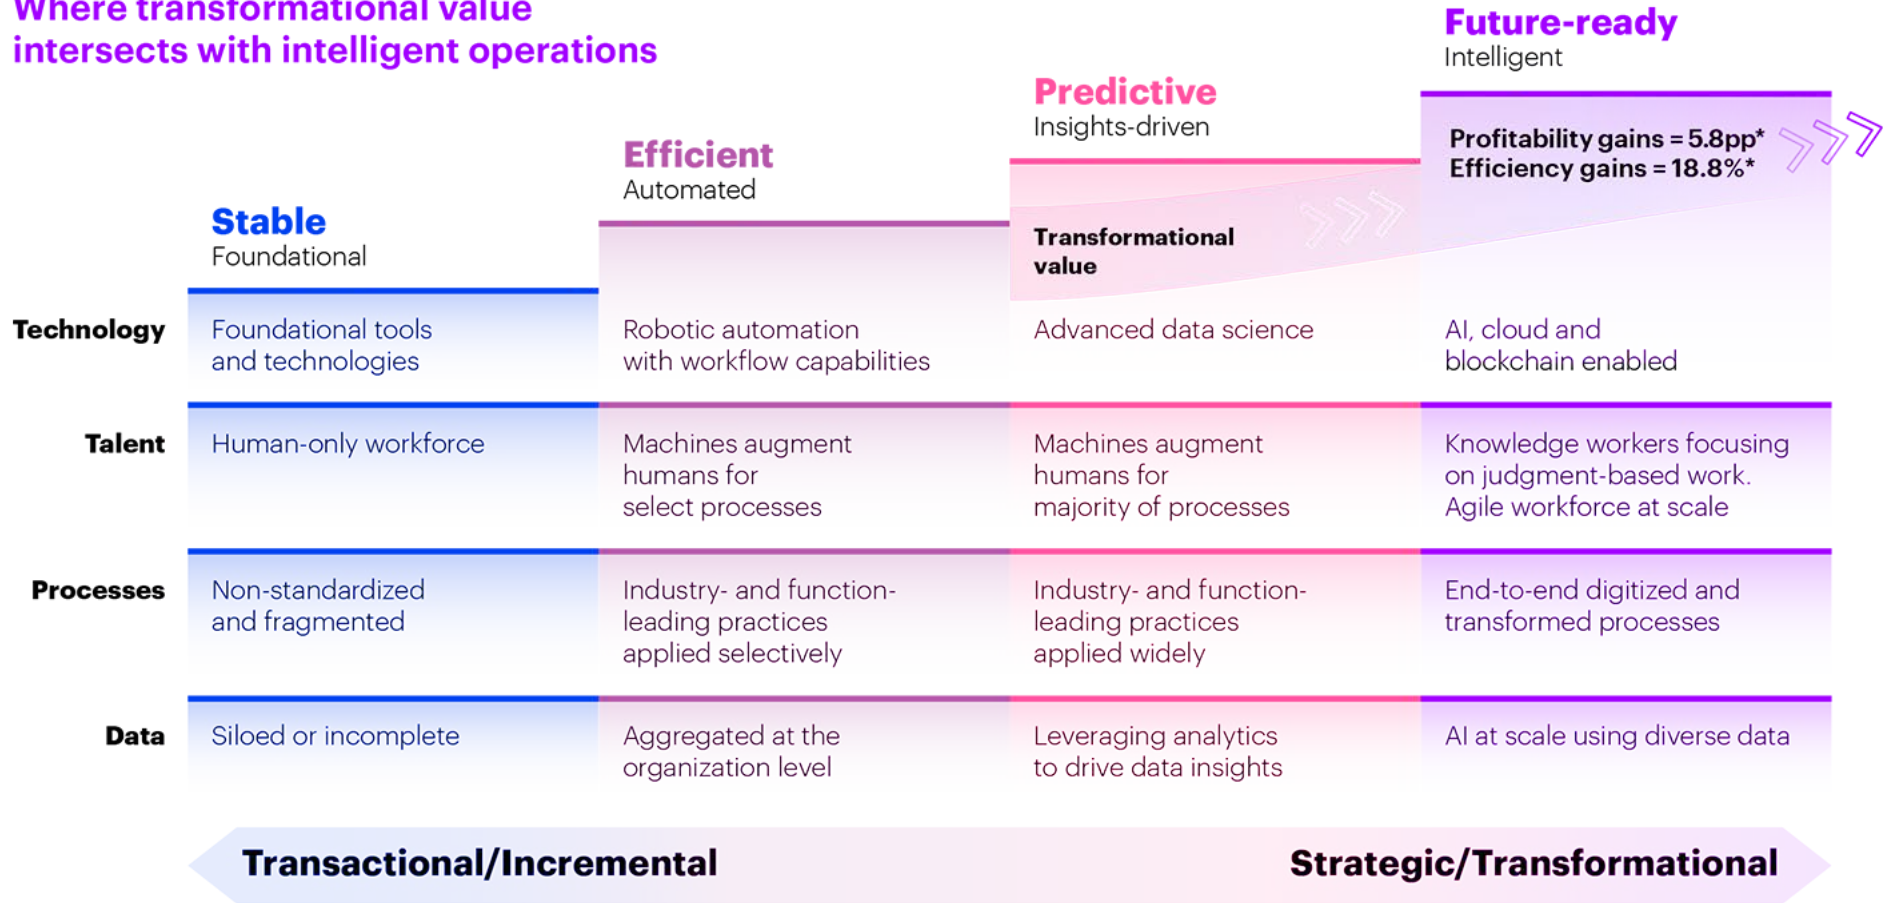 Where transformational value
intersects with intelligent operations
Future-ready
Intelligent
Predictive
Insights-driven
Efficient
Automated
Stable
Foundational
Profitability gains = 5.8pp*
Efficiency gains = 18.8%*
Transformational
value
Technology
Foundational tools
and technologies
Robotic automation
with workflow capabilities
Advanced data science
AI, cloud and
blockchain enabled
Talent
Human-only workforce
Machines augment
humans for
select processes
Machines augment
humans for
majority of processes
Knowledge workers focusing
on judgment-based work.
Agile workforce at scale
Processes
Non-standardized
and fragmented
Industry- and function-
leading practices
applied selectively
Industry- and function-
leading practices
applied widely
End-to-end digitized and
transformed processes
Data
Siloed or incomplete
Aggregated at the
organization level
Leveraging analytics
to drive data insights
AI at scale using diverse data
Transactional/Incremental
Strategic/Transformational